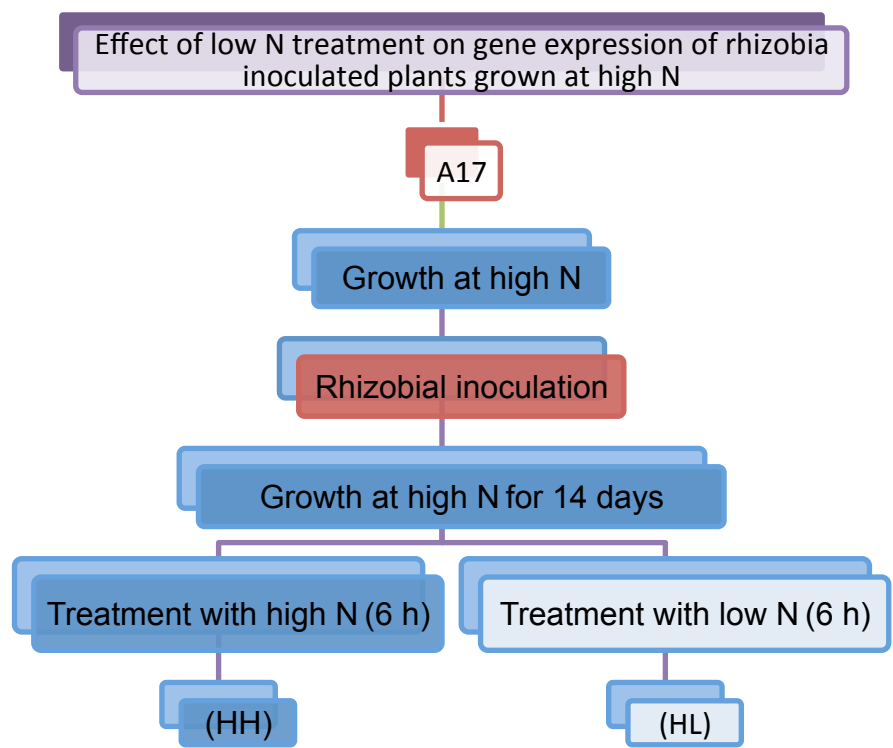 Effect of low N treatment on gene expression of rhizobia
inoculated plants grown at high N
A17
Growth at high N
Rhizobial inoculation
Growth at high N for 14 days
Treatment with high N (6 h)
Treatment with low N (6 h)
(HH)
(HL)